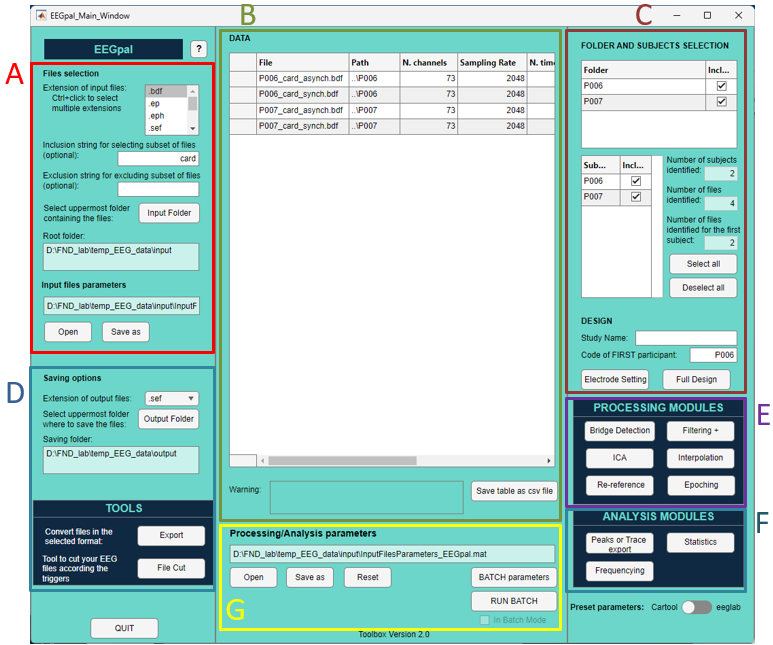 EEGpal_Main_Window
B
C
A
D
E
F
G
EEGpal
?
Files selection
Extension of input files:
Ctrl+click to select
multiple extensions
.bdf
.ep
.eph
.sef
Inclusion string for selecting subset of files
(optional):
card
Exclusion string for excluding subset of files
(optional):
Select uppermost folder
containing the files:
Input Folder
Root folder:
D:\FND_lab\temp_EEG_data\input
Input files parameters
D:\FND_lab\temp_EEG_data\input\InputF
Open
Save as
Saving options
Extension of output files:
.sef
Select uppermost folder
where to save the files:
Output Folder
Saving folder:
D:\FND_lab\temp_EEG_data\output
TOOLS
Convert files in the
selected format:
Export
Tool to cut your EEG
files according the
triggers
File Cut
QUIT
DATA
File Path N. channels Sampling Rate N. time
P006_card_asynch.bdf ..\P006 73 2048
P006_card_synch.bdf ..\P006 73 2048
P007_card_asynch.bdf ..\P007 73 2048
P007_card_synch.bdf ..\P007 73 2048
Warning:
Save table as csv file
Processing/Analysis parameters
D:\FND_lab\temp_EEG_data\input\InputFilesParameters_EEGpal.mat
Open
Save as
Reset
BATCH parameters
RUN BATCH
In Batch Mode
Toolbox Version 2.0
FOLDER AND SUBJECTS SELECTION
Folder Incl...
P006
P007
Sub... Incl...
P006
P007
Number of subjects
identified:
2
Number of files
identified:
4
Number of files
identified for the first
subject:
2
Select all
Deselect all
DESIGN
Study Name:
Code of FIRST participant:
P006
Electrode Setting
Full Design
PROCESSING MODULES
Bridge Detection
Filtering +
ICA
Interpolation
Re-reference
Epoching
ANALYSIS MODULES
Peaks or Trace
export
Statistics
Frequencying
Preset parameters: Cartool eeglab